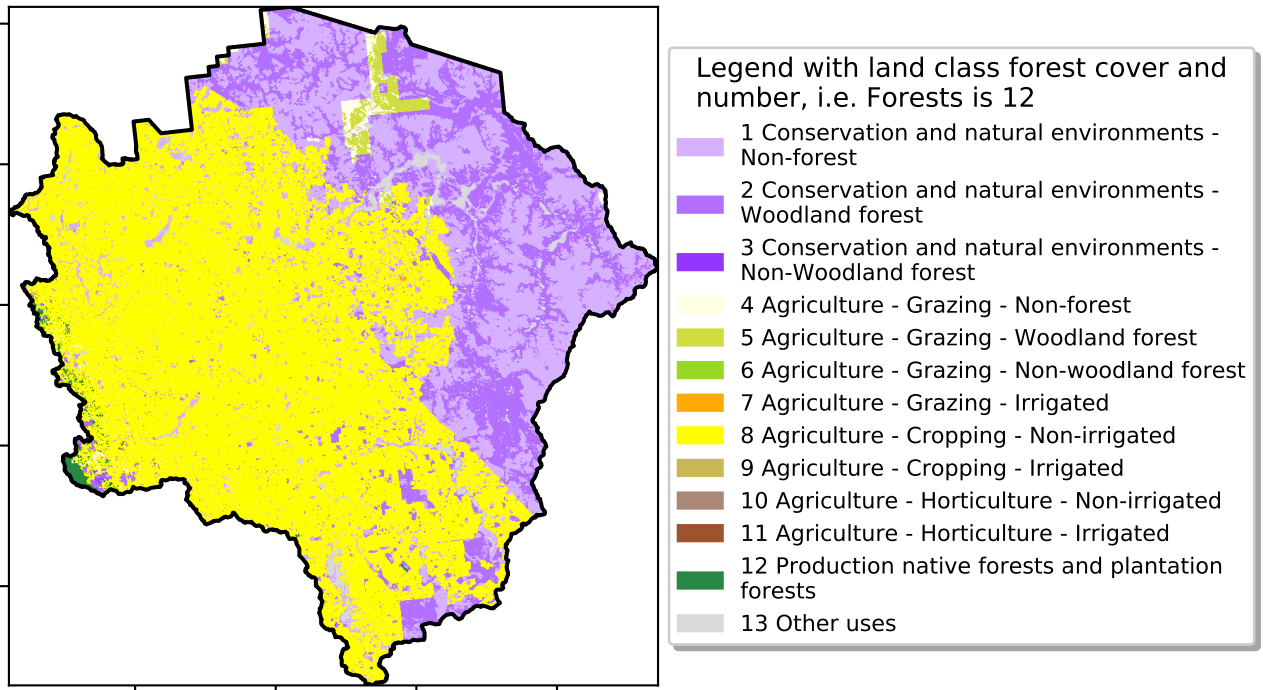 Legend with land class forest cover and
number, i.e. Forests is 12
1 Conservation and natural environments -
Non-forest
2 Conservation and natural environments -
Woodland forest
3 Conservation and natural environments -
Non-Woodland forest
4 Agriculture - Grazing - Non-forest
5 Agriculture - Grazing - Woodland forest
6 Agriculture - Grazing - Non-woodland forest
7 Agriculture - Grazing - Irrigated
8 Agriculture - Cropping - Non-irrigated
9 Agriculture - Cropping - Irrigated
10 Agriculture - Horticulture - Non-irrigated
11 Agriculture - Horticulture - Irrigated
12 Production native forests and plantation
forests
13 Other uses